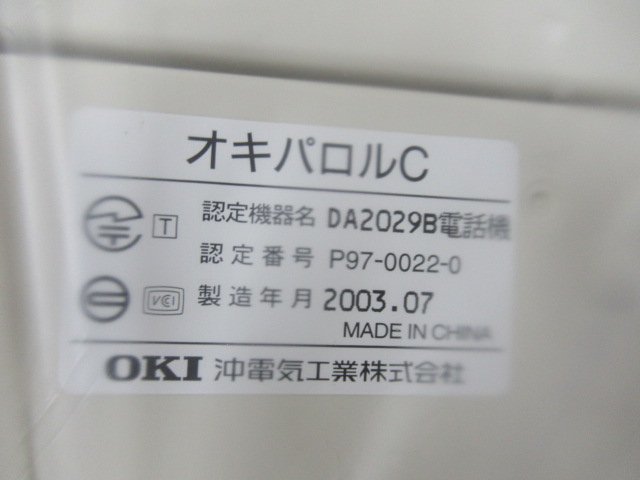 オキパロルC
T 認定機器名 DA2029B電話機
認定番号 P97-0022-0
VCI 製造年月 2003.07
MADE IN CHINA
OKI 沖電気工業株式会社